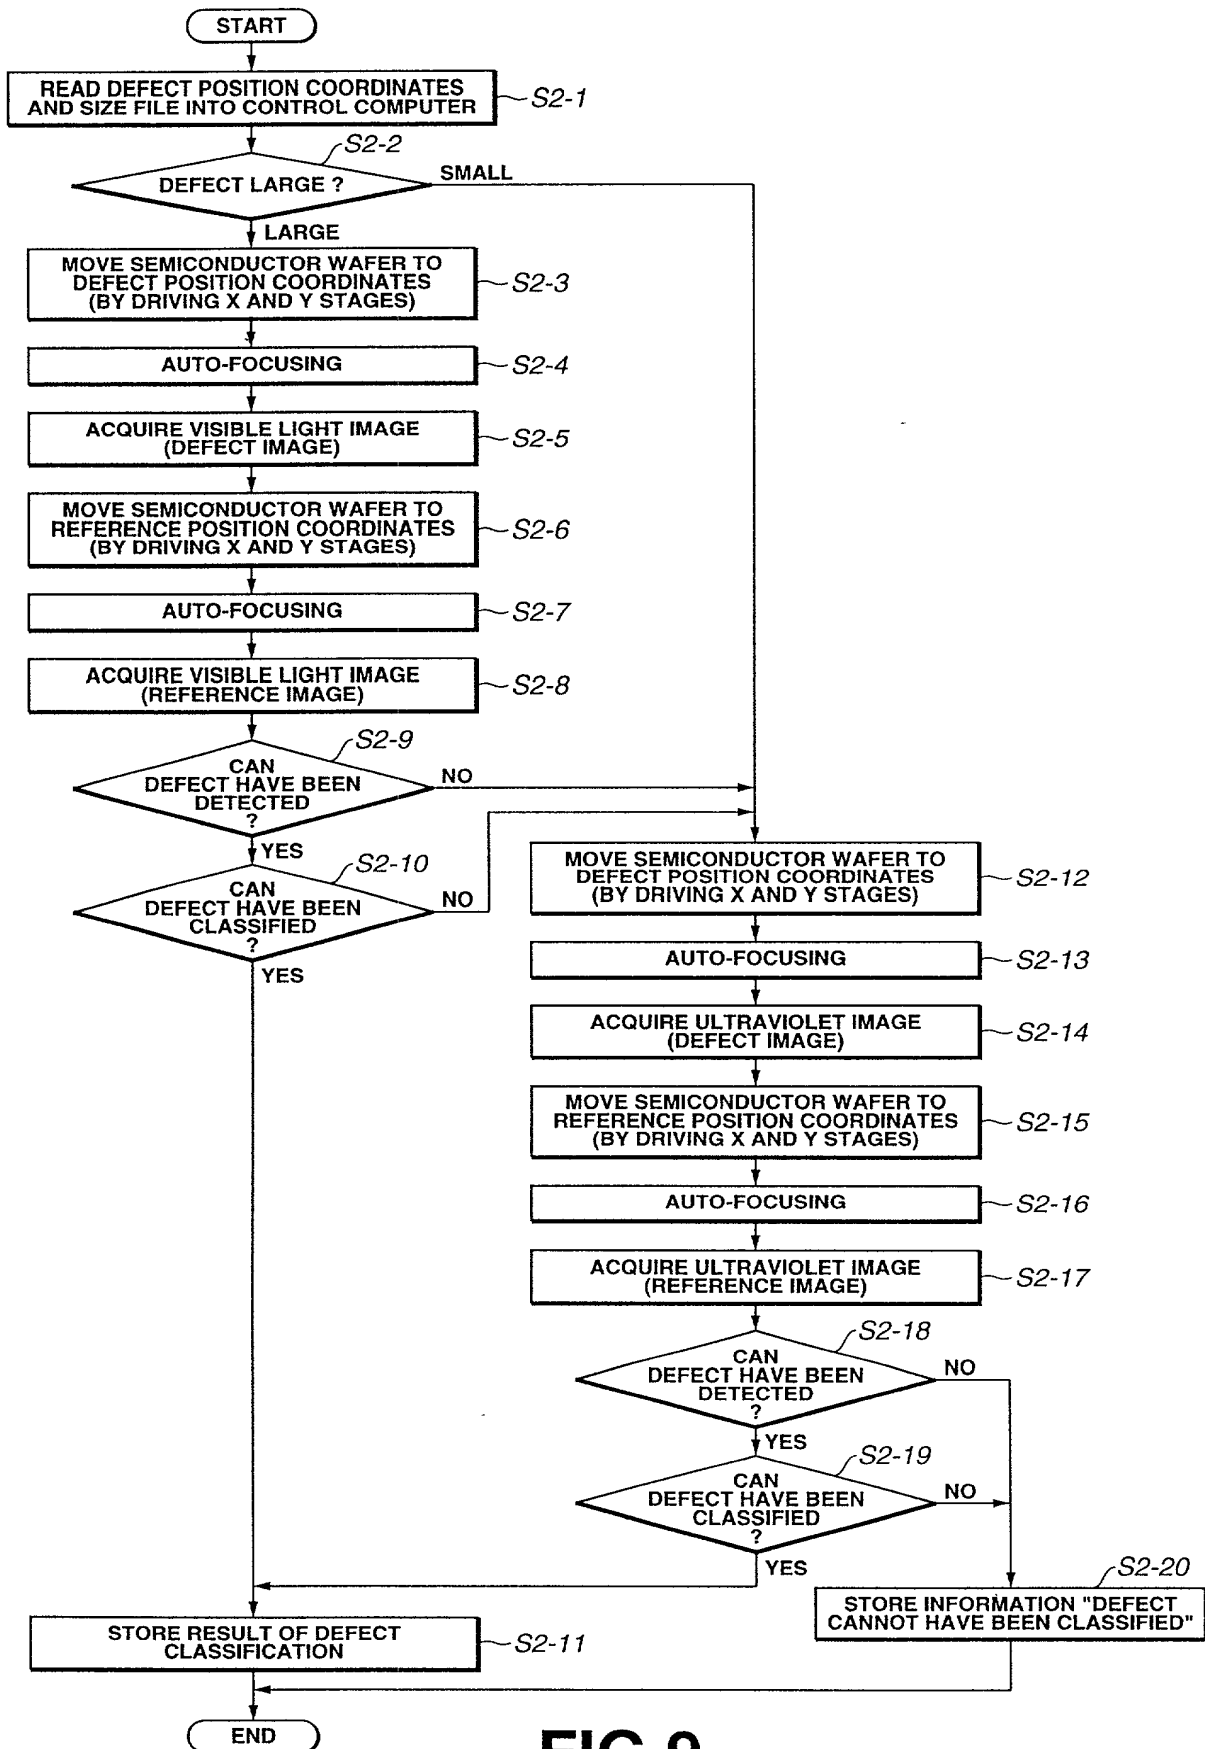 START
READ DEFECT POSITION COORDINATES
AND SIZE FILE INTO CONTROL COMPUTER
S2-1
S2-2
DEFECT LARGE ?
SMALL
LARGE
MOVE SEMICONDUCTOR WAFER TO
DEFECT POSITION COORDINATES
(BY DRIVING X AND Y STAGES)
S2-3
AUTO-FOCUSING
S2-4
ACQUIRE VISIBLE LIGHT IMAGE
(DEFECT IMAGE)
S2-5
MOVE SEMICONDUCTOR WAFER TO
REFERENCE POSITION COORDINATES
(BY DRIVING X AND Y STAGES)
S2-6
AUTO-FOCUSING
S2-7
ACQUIRE VISIBLE LIGHT IMAGE
(REFERENCE IMAGE)
S2-8
S2-9
CAN
DEFECT HAVE BEEN
DETECTED
?
NO
YES
S2-10
CAN
DEFECT HAVE BEEN
CLASSIFIED
?
NO
YES
MOVE SEMICONDUCTOR WAFER TO
DEFECT POSITION COORDINATES
(BY DRIVING X AND Y STAGES)
S2-12
AUTO-FOCUSING
S2-13
ACQUIRE ULTRAVIOLET IMAGE
(DEFECT IMAGE)
S2-14
MOVE SEMICONDUCTOR WAFER TO
REFERENCE POSITION COORDINATES
(BY DRIVING X AND Y STAGES)
S2-15
AUTO-FOCUSING
S2-16
ACQUIRE ULTRAVIOLET IMAGE
(REFERENCE IMAGE)
S2-17
S2-18
CAN
DEFECT HAVE BEEN
DETECTED
?
NO
YES
S2-19
CAN
DEFECT HAVE BEEN
CLASSIFIED
?
NO
YES
S2-20
STORE INFORMATION "DEFECT
CANNOT HAVE BEEN CLASSIFIED"
STORE RESULT OF DEFECT
CLASSIFICATION
S2-11
END